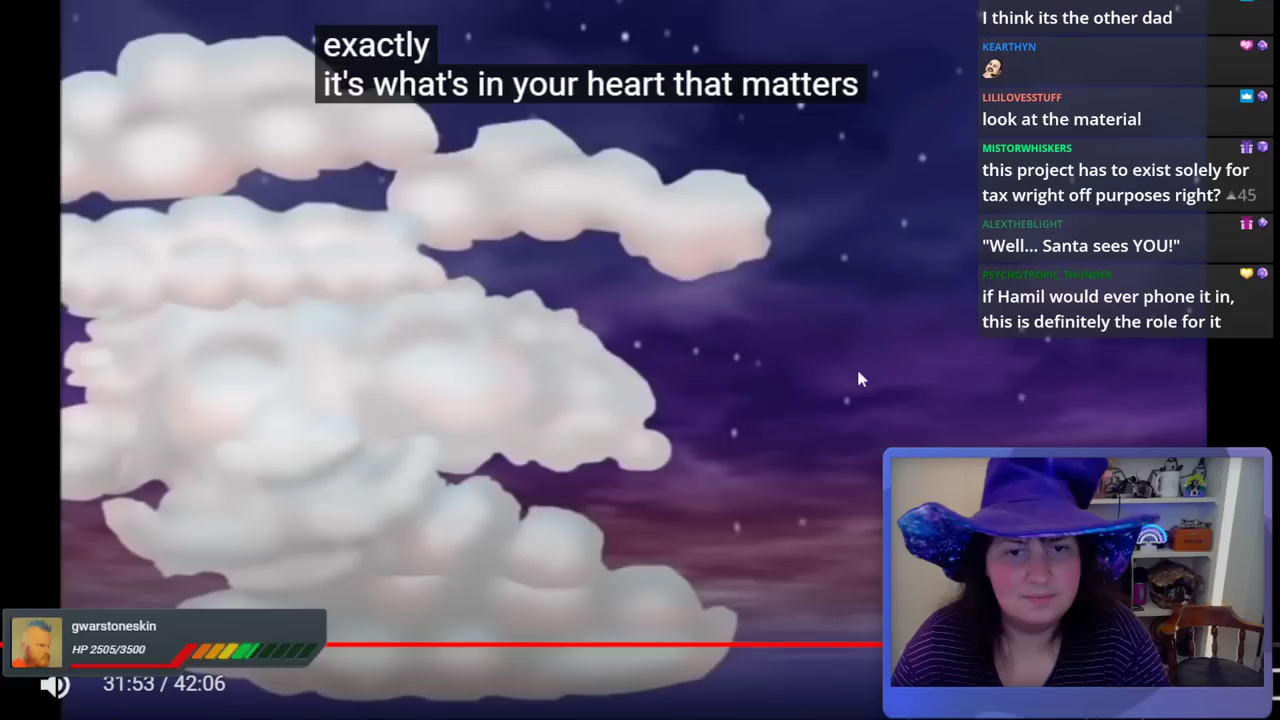 exactly
it's what's in your heart that matters
I think its the other dad
KEARTHYN
LILILOVESSTUFF
look at the material
MISTORWHISKERS
this project has to exist solely for
tax wright off purposes right? 45
ALEXTHEBLIGHT
"Well... Santa sees YOU!"
PSYCHOTROPIC_THUNDER
if Hamil would ever phone it in,
this is definitely the role for it
gwarstoneskin
HP 2505/3500
31:53 / 42:06